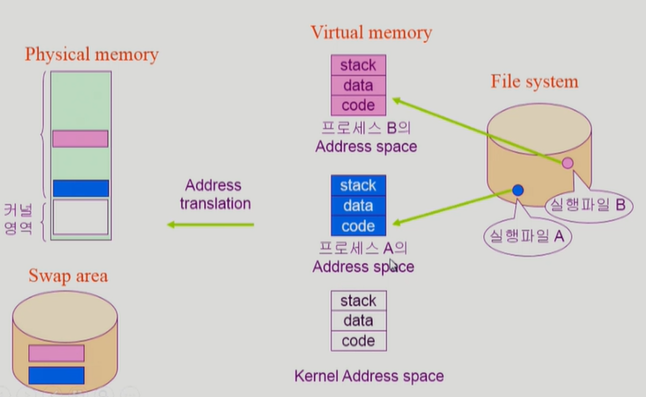 Physical memory
커널
영역
Swap area
Address
translation
Virtual memory
stack
data
code
프로세스 B의
Address space
stack
data
code
프로세스 A의
Address space
stack
data
code
Kernel Address space
File system
실행파일 B
실행파일 A